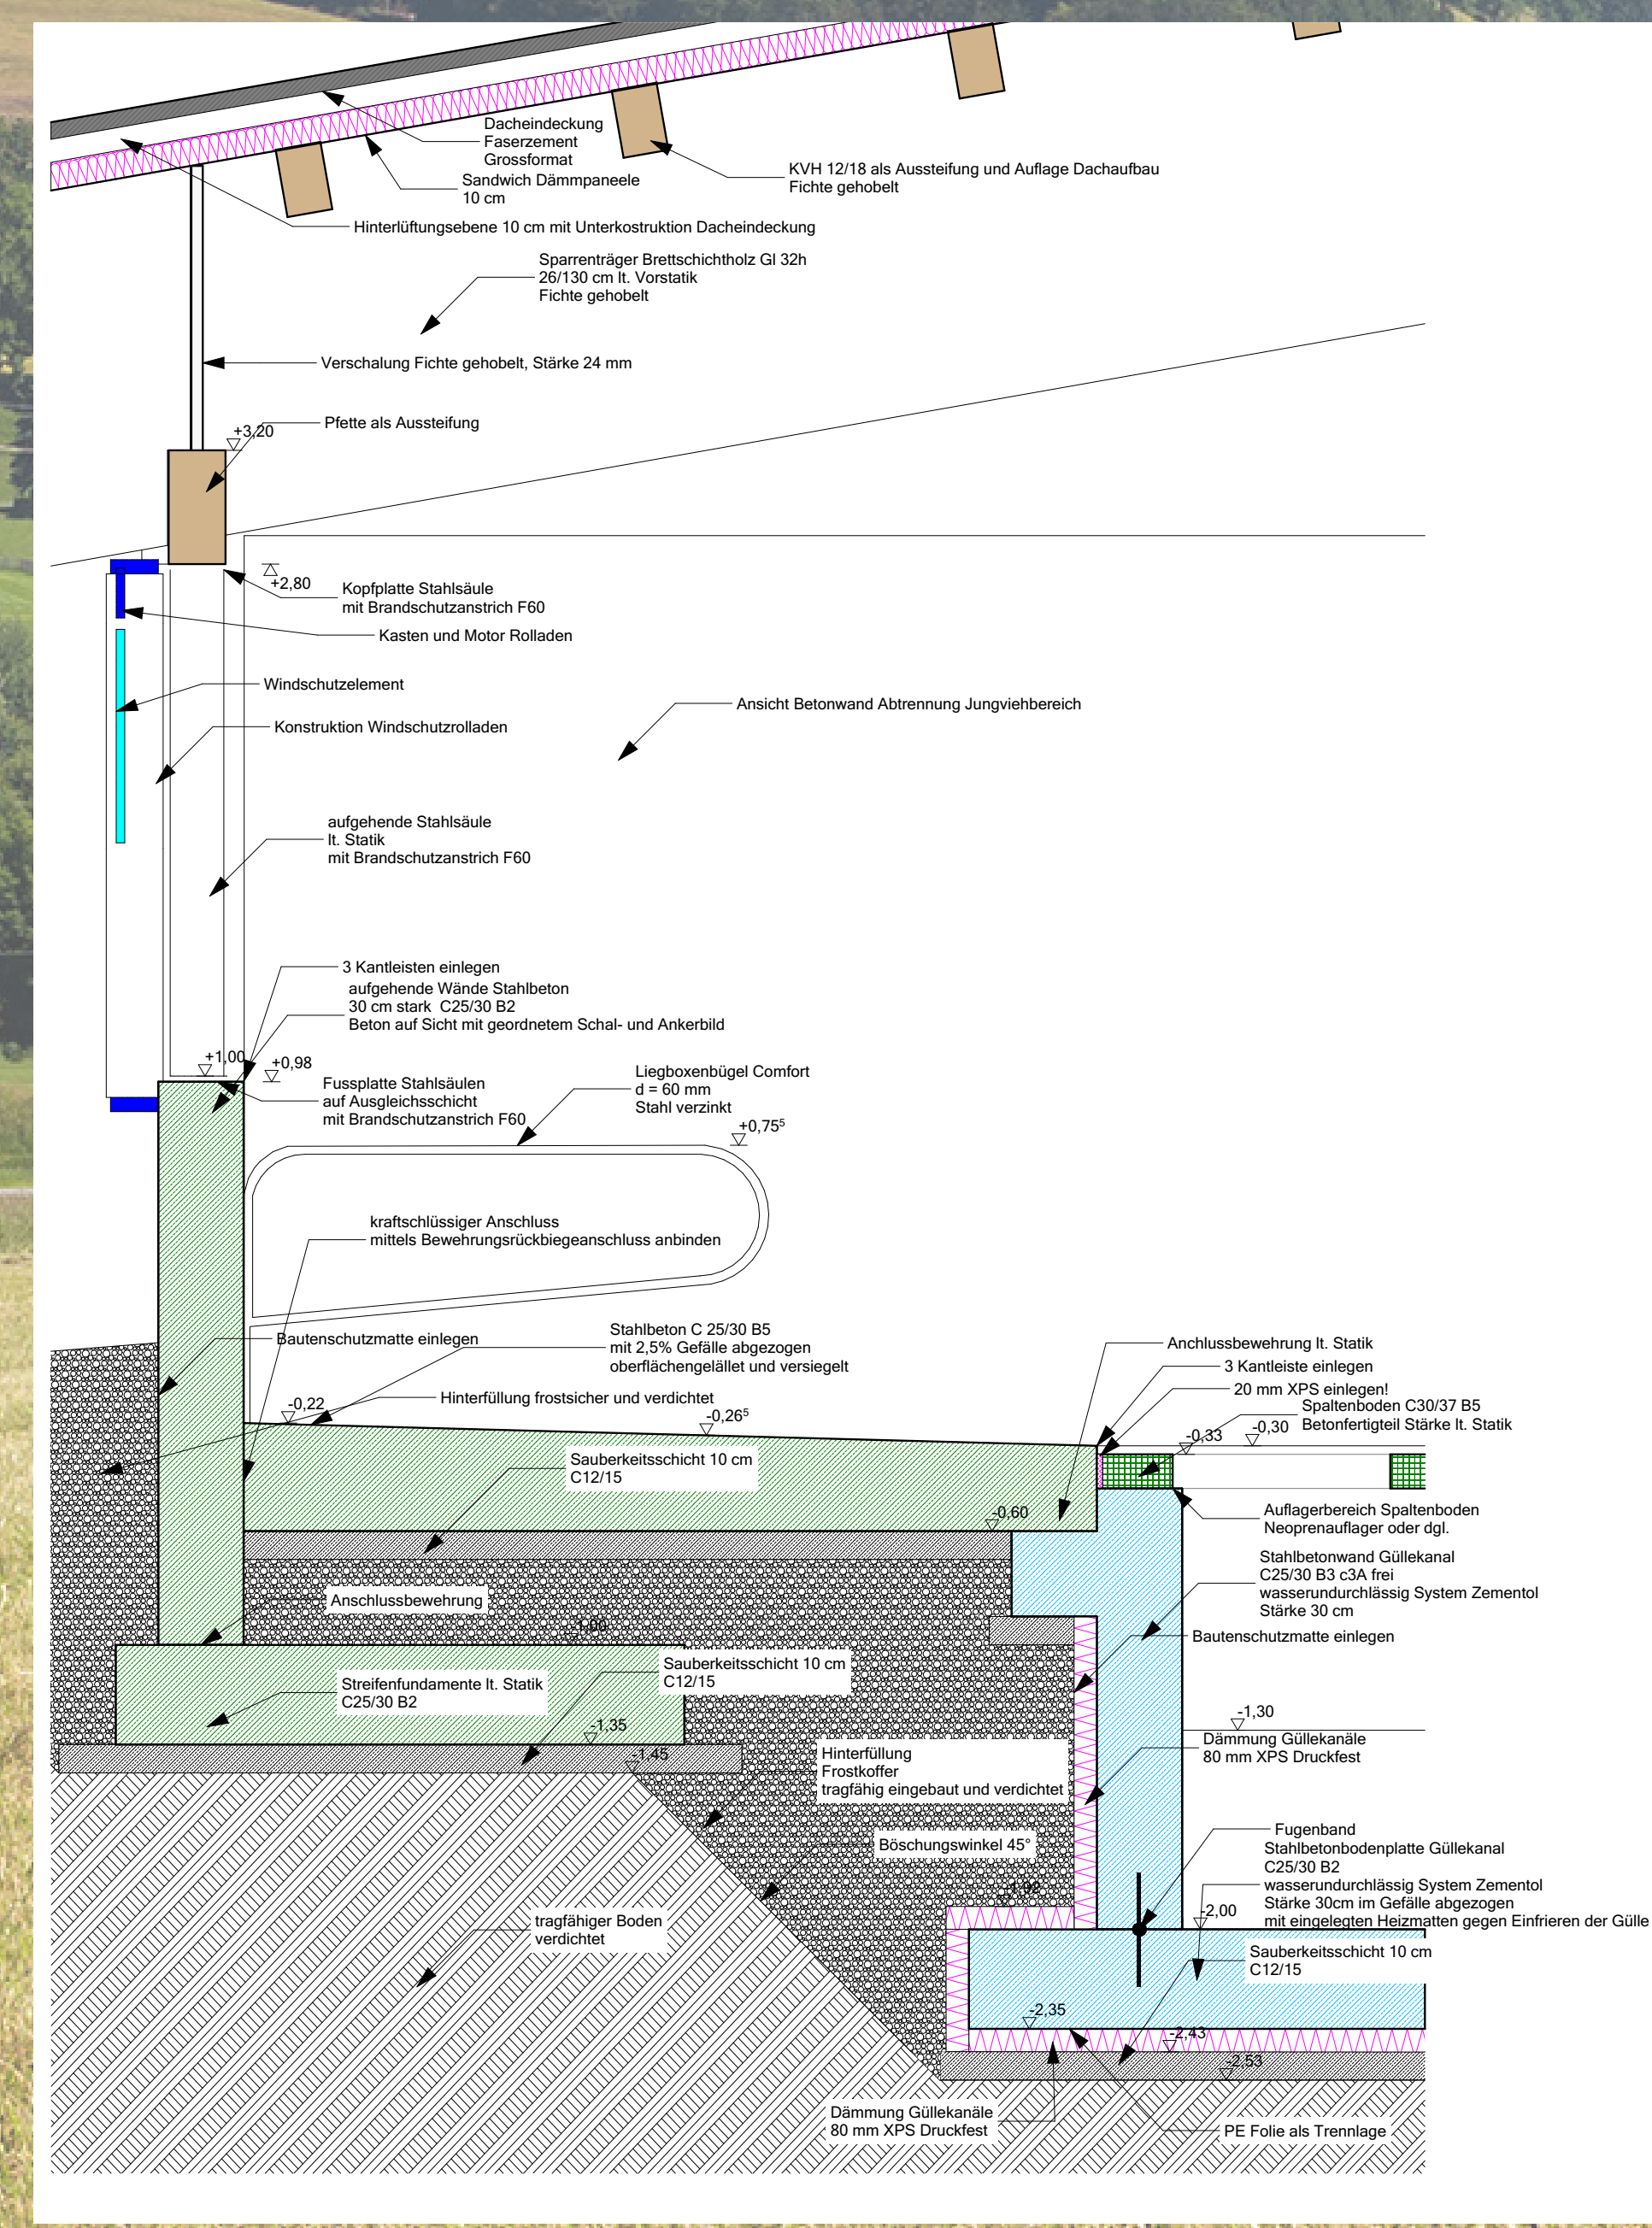 Dacheindeckung
Faserzement
Grossformat
Sandwich Dämmpaneele
10 cm
KVH 12/18 als Aussteifung und Auflage Dachaufbau
Fichte gehobelt
Hinterlüftungsebene 10 cm mit Unterkostruktion Dacheindeckung
Sparrenträger Brettschichtholz Gl 32h
26/130 cm lt. Vorstatik
Fichte gehobelt
Verschalung Fichte gehobelt, Stärke 24 mm
Pfette als Aussteifung
+3,20
+2,80
Kopfplatte Stahlsäule
mit Brandschutzanstrich F60
Kasten und Motor Rolladen
Windschutzelement
Ansicht Betonwand Abtrennung Jungviehbereich
Konstruktion Windschutzrolladen
aufgehende Stahlsäule
lt. Statik
mit Brandschutzanstrich F60
3 Kantleisten einlegen
aufgehende Wände Stahlbeton
30 cm stark C25/30 B2
Beton auf Sicht mit geordnetem Schal- und Ankerbild
+1,00
+0,98
Fussplatte Stahlsäulen
auf Ausgleichsschicht
mit Brandschutzanstrich F60
Liegboxenbügel Comfort
d = 60 mm
Stahl verzinkt
+0,75⁵
kraftschlüssiger Anschluss
mittels Bewehrungsrückbiegeanschluss anbinden
Bautenschutzmatte einlegen
Stahlbeton C 25/30 B5
mit 2,5% Gefälle abgezogen
oberflächengelället und versiegelt
Hinterfüllung frostsicher und verdichtet
-0,22
-0,26⁵
Anchlussbewehrung lt. Statik
3 Kantleiste einlegen
20 mm XPS einlegen!
Spaltenboden C30/37 B5
Betonfertigteil Stärke lt. Statik
-0,33
-0,30
Sauberkeitsschicht 10 cm
C12/15
-0,60
Auflagerbereich Spaltenboden
Neoprenauflager oder dgl.
Stahlbetonwand Güllekanal
C25/30 B3 c3A frei
wasserundurchlässig System Zementol
Stärke 30 cm
Anschlussbewehrung
-1,00
Bautenschutzmatte einlegen
Sauberkeitsschicht 10 cm
C12/15
Streifenfundamente lt. Statik
C25/30 B2
-1,35
-1,45
-1,30
Dämmung Güllekanäle
80 mm XPS Druckfest
Hinterfüllung
Frostkoffer
tragfähig eingebaut und verdichtet
Böschungswinkel 45°
-1,92
Fugenband
Stahlbetonbodenplatte Güllekanal
C25/30 B2
wasserundurchlässig System Zementol
Stärke 30cm im Gefälle abgezogen
mit eingelegten Heizmatten gegen Einfrieren der Gülle
-2,00
tragfähiger Boden
verdichtet
Sauberkeitsschicht 10 cm
C12/15
-2,35
-2,43
-2,53
Dämmung Güllekanäle
80 mm XPS Druckfest
PE Folie als Trennlage